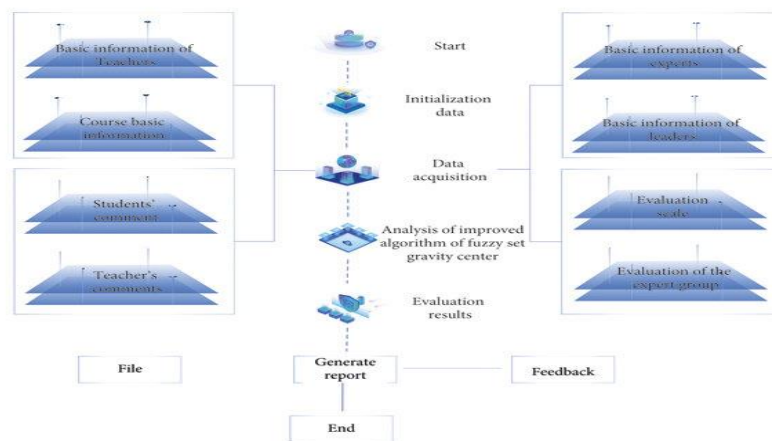 Basic information of
Teachers
Course basic
information
Students'
comment
Teacher's
comments
Start
Initialization
data
Data
acquisition
Analysis of improved
algorithm of fuzzy set
gravity center
Evaluation
results
Basic information of
experts
Basic information of
leaders
Evaluation
scale
Evaluation of the
expert group
File
Generate
report
Feedback
End